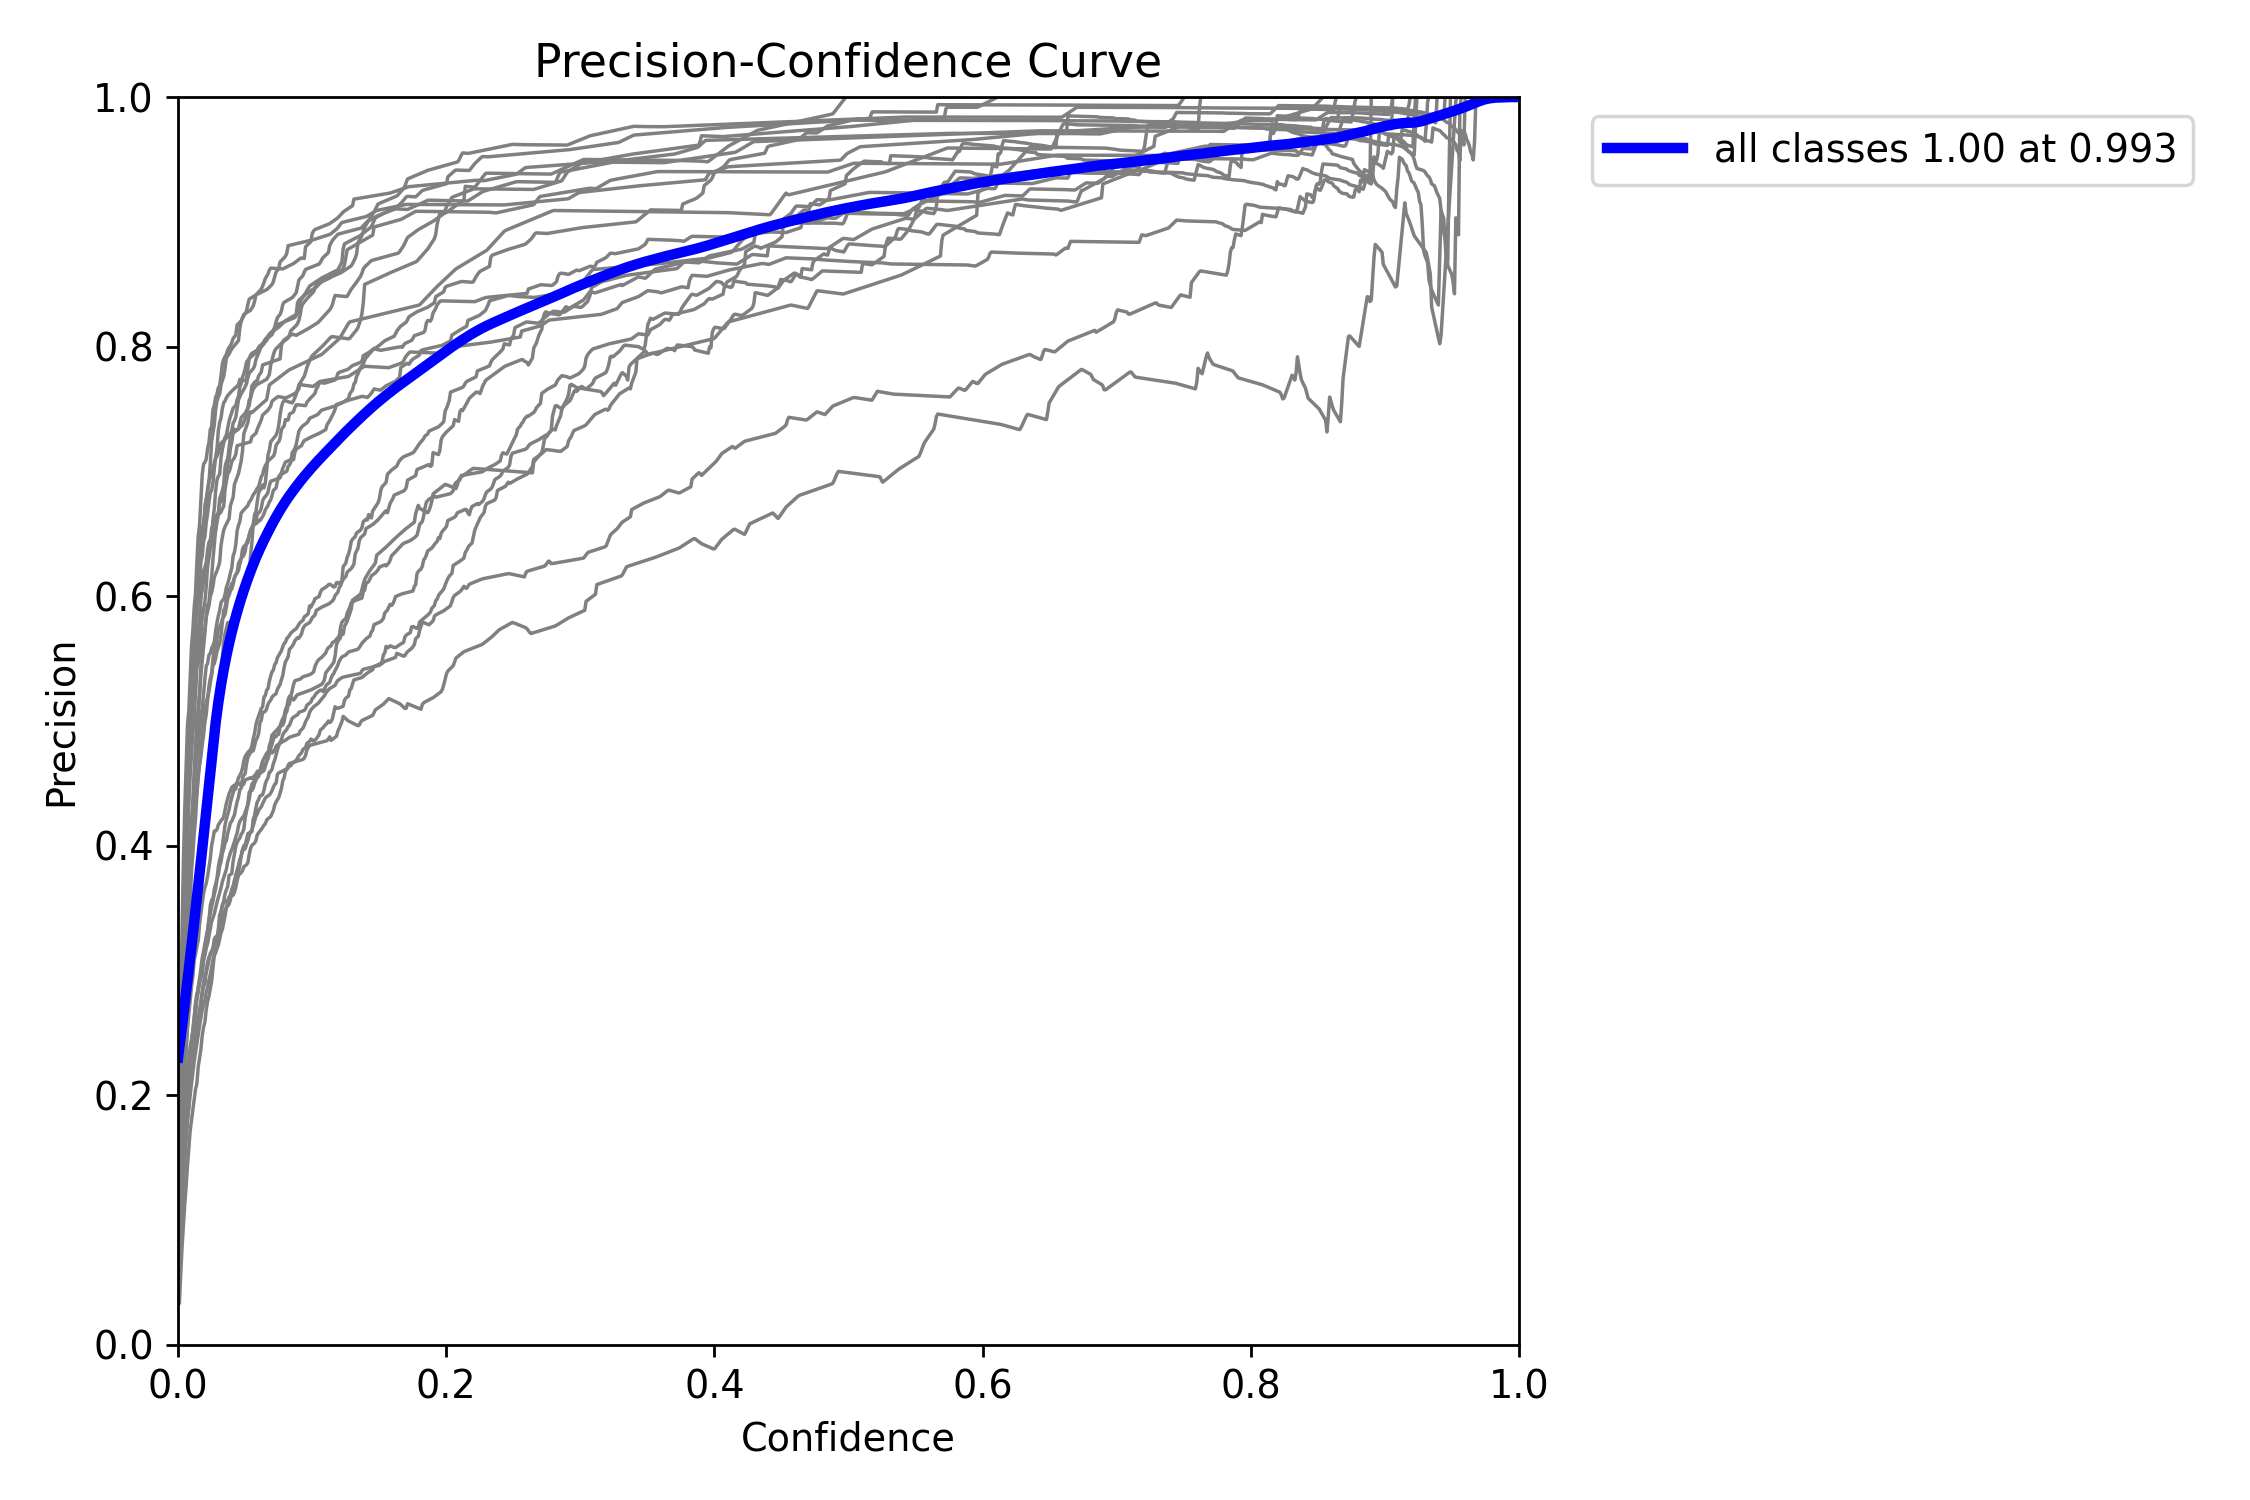 Precision-Confidence Curve
1.0
0.8
0.6
0.4
0.2
0.0
Precision
0.0 0.2 0.4 0.6 0.8 1.0
Confidence
all classes 1.00 at 0.993